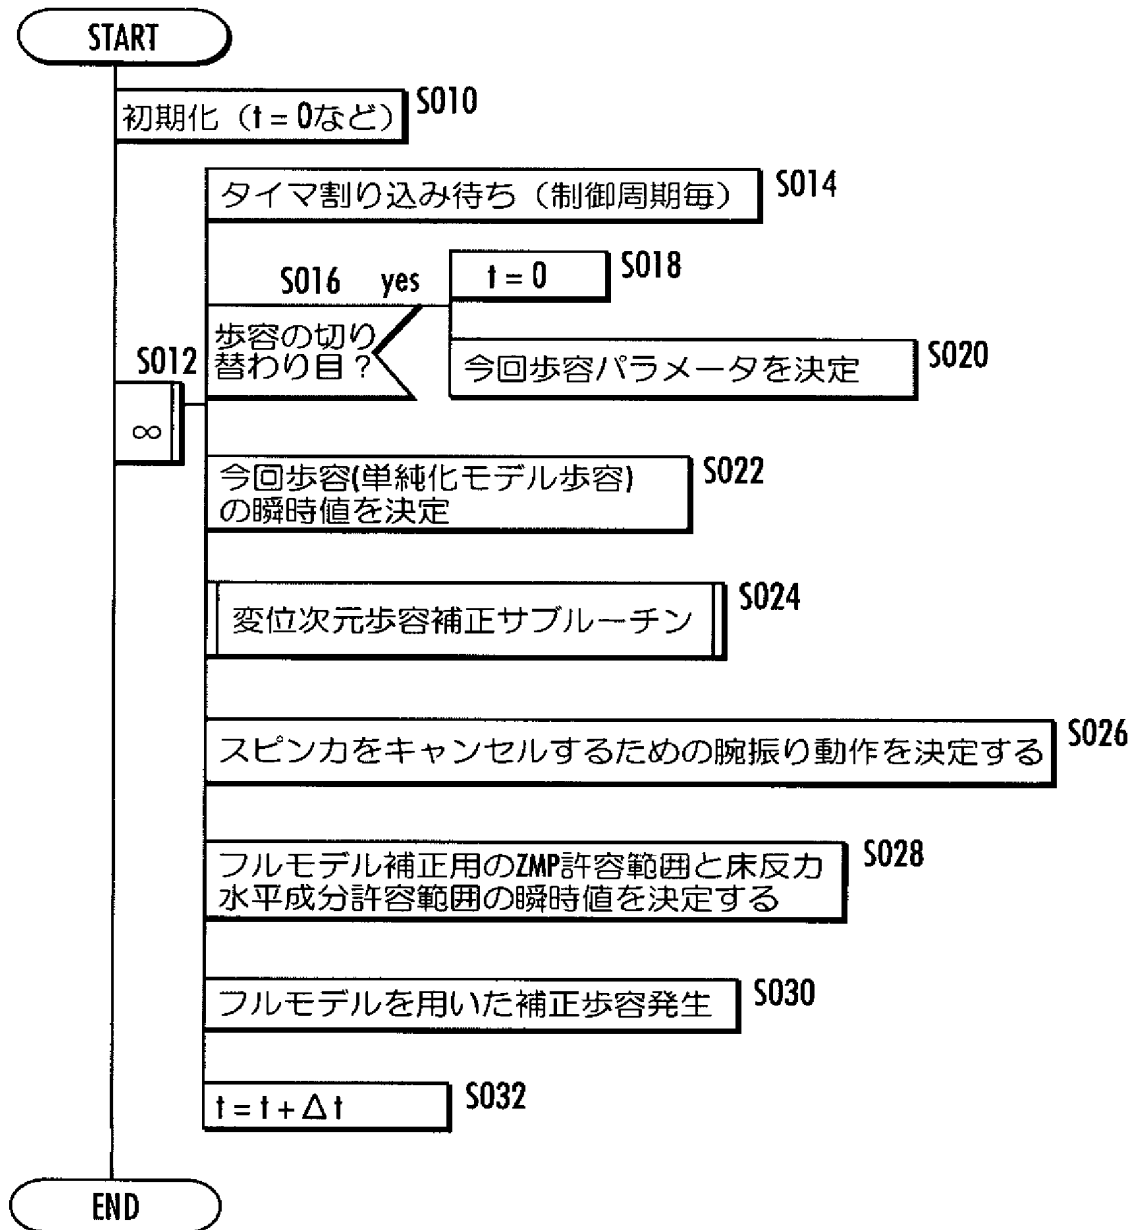 START
初期化（t = 0など）
S010
タイマ割り込み待ち（制御周期毎）
S014
S016
yes
t = 0
S018
歩容の切り
替わり目？
今回歩容パラメータを決定
S020
S012
∞
今回歩容(単純化モデル歩容)
の瞬時値を決定
S022
変位次元歩容補正サブルーチン
S024
スピン力をキャンセルするための腕振り動作を決定する
S026
フルモデル補正用のZMP許容範囲と床反力
水平成分許容範囲の瞬時値を決定する
S028
フルモデルを用いた補正歩容発生
S030
t = t + Δt
S032
END